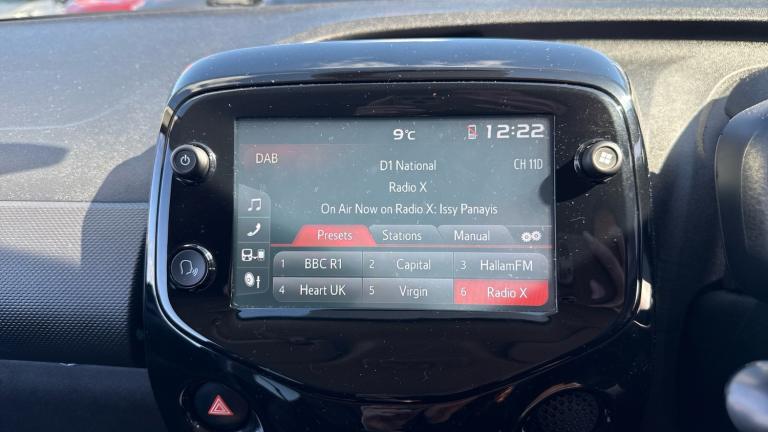 9°C 12:22
DAB
D1 National CH 11D
Radio X
On Air Now on Radio X: Issy Panayis
Presets Stations Manual
1 BBC R1 2 Capital 3 HallamFM
4 Heart UK 5 Virgin 6 Radio X